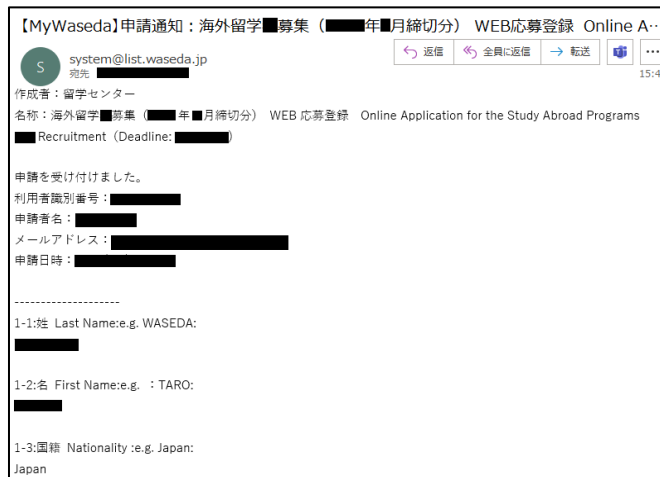 【MyWaseda】申請通知：海外留学 募集（ 年 月締切分） WEB応募登録 Online A…
返信 全員に返信 転送 …
S
system@list.waseda.jp
宛先
15:4
作成者：留学センター
名称：海外留学 募集（ 年 月締切分） WEB 応募登録 Online Application for the Study Abroad Programs
Recruitment（Deadline: ）
申請を受け付けました。
利用者識別番号：
申請者名：
メールアドレス：
申請日時：
--------------------
1-1:姓 Last Name:e.g. WASEDA:
1-2:名 First Name:e.g. ：TARO:
1-3:国籍 Nationality :e.g. Japan:
Japan